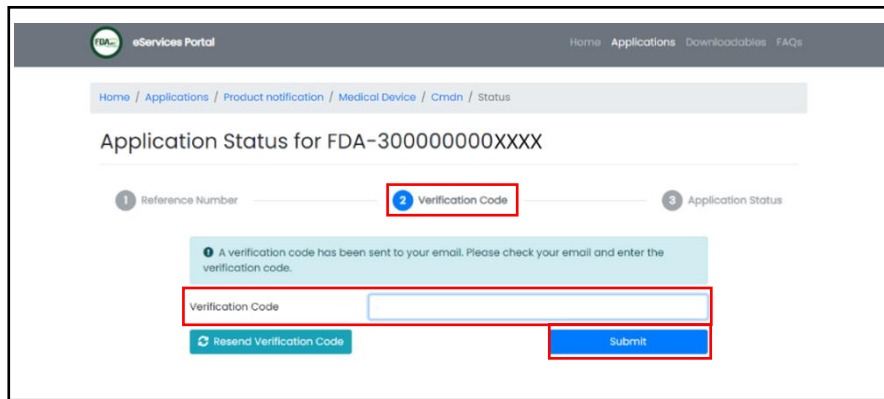 FDA eServices Portal Home Applications Downloadables FAQs
Home / Applications / Product notification / Medical Device / Cmdn / Status
Application Status for FDA-300000000XXXX
1 Reference Number 2 Verification Code 3 Application Status
A verification code has been sent to your email. Please check your email and enter the
verification code.
Verification Code
Resend Verification Code Submit